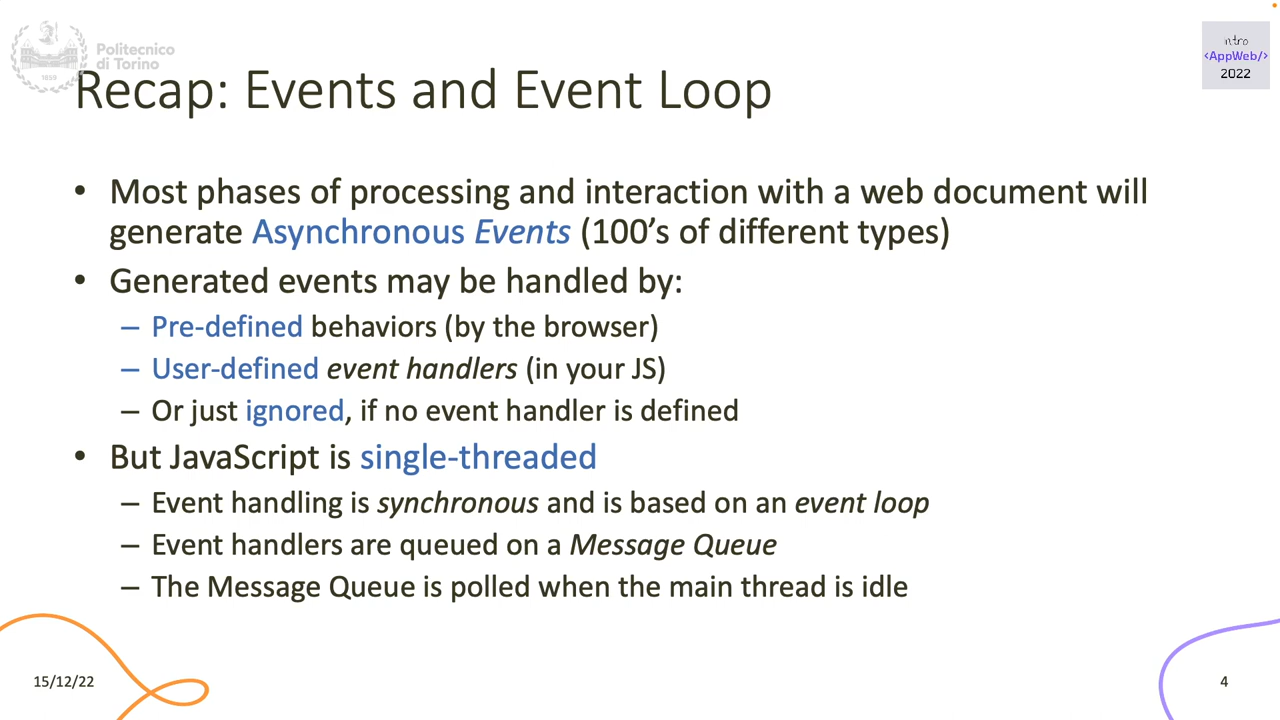 Politecnico
di Torino
1859
intro
<AppWeb/>
2022
Recap: Events and Event Loop
• Most phases of processing and interaction with a web document will
generate Asynchronous Events (100’s of different types)
• Generated events may be handled by:
– Pre-defined behaviors (by the browser)
– User-defined event handlers (in your JS)
– Or just ignored, if no event handler is defined
• But JavaScript is single-threaded
– Event handling is synchronous and is based on an event loop
– Event handlers are queued on a Message Queue
– The Message Queue is polled when the main thread is idle
15/12/22
4